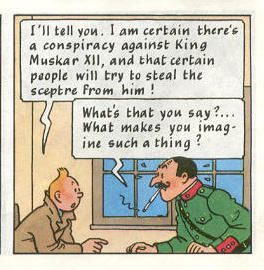 I'll tell you. I am certain there's
a conspiracy against King
Muskar XII, and that certain
people will try to steal the
sceptre from him !
What's that you say ?...
What makes you imag-
ine such a thing ?